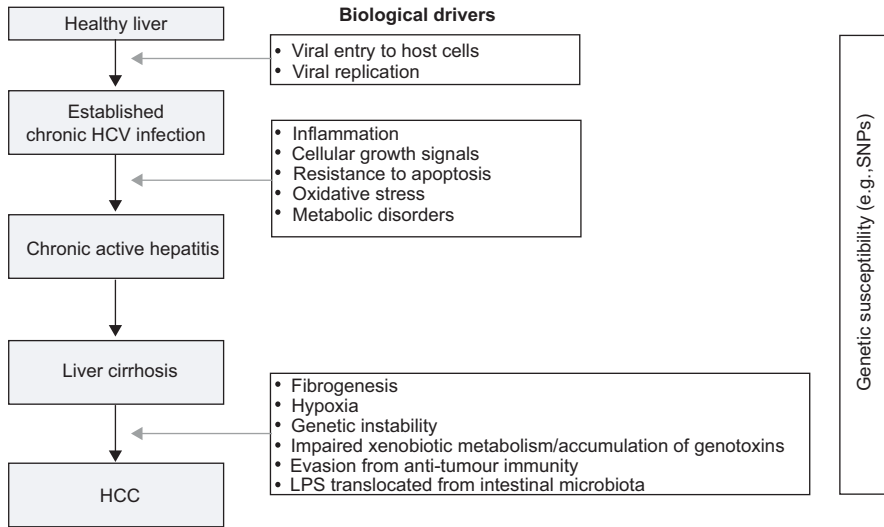 Healthy liver
Biological drivers
• Viral entry to host cells
• Viral replication
Established
chronic HCV infection
• Inflammation
• Cellular growth signals
• Resistance to apoptosis
• Oxidative stress
• Metabolic disorders
Chronic active hepatitis
Liver cirrhosis
• Fibrogenesis
• Hypoxia
• Genetic instability
• Impaired xenobiotic metabolism/accumulation of genotoxins
• Evasion from anti-tumour immunity
• LPS translocated from intestinal microbiota
HCC
Genetic susceptibility (e.g.,SNPs)